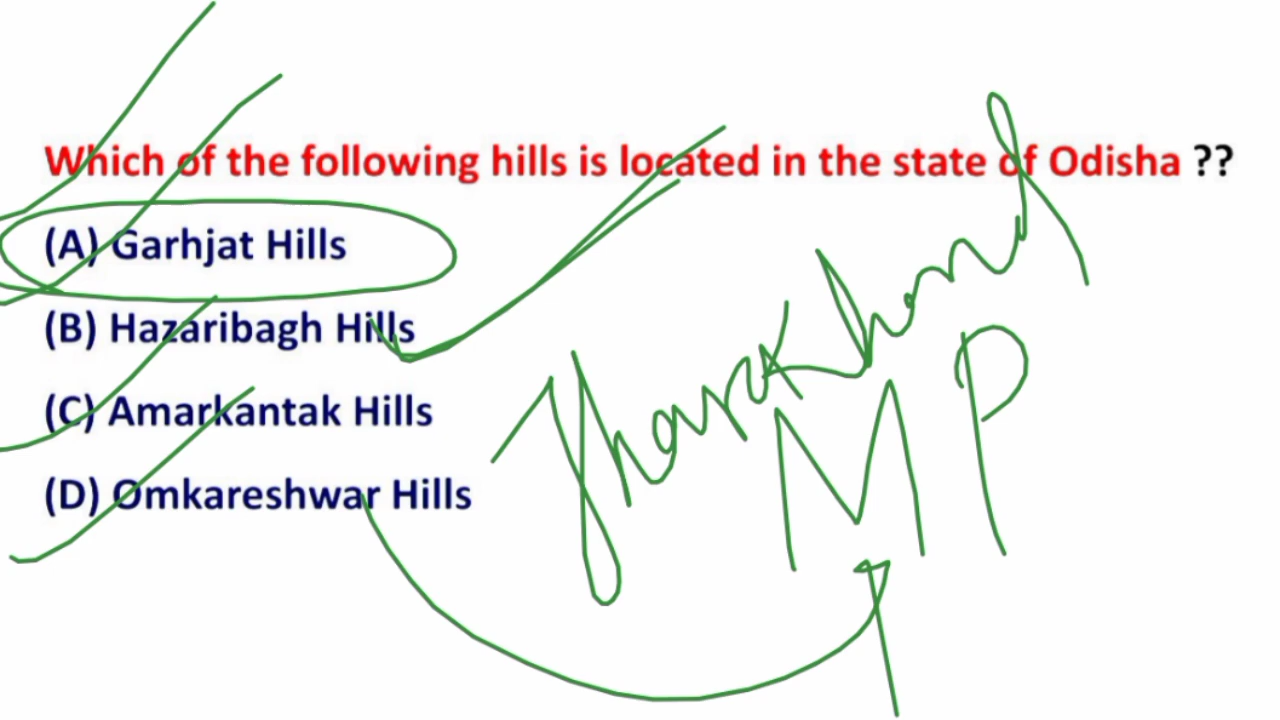 Which of the following hills is located in the state of Odisha ??
(A) Garhjat Hills
(B) Hazaribagh Hills
(C) Amarkantak Hills
(D) Omkareshwar Hills
Jharkhand
MP